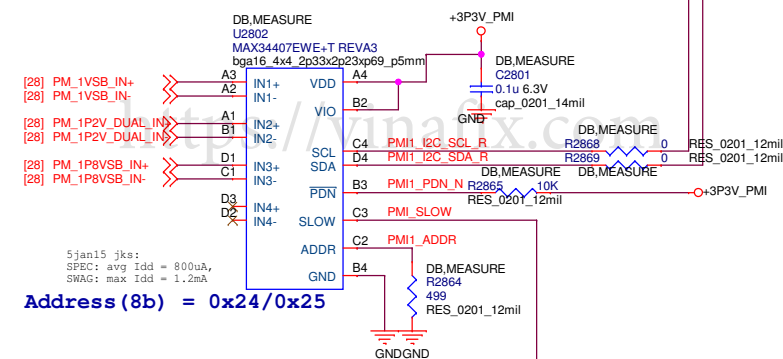 DB,MEASURE
U2802
MAX34407EWE+T REVA3
bga16_4x4_2p33x2p23xp69_p5mm
+3P3V_PMI
DB,MEASURE
C2801
0.1u 6.3V
cap_0201_14mil
GND
[28] PM_1VSB_IN+
[28] PM_1VSB_IN-
[28] PM_1P2V_DUAL_IN+
[28] PM_1P2V_DUAL_IN-
[28] PM_1P8VSB_IN+
[28] PM_1P8VSB_IN-
A3 IN1+ VDD A4
A2 IN1-
VIO B2
A1 IN2+
B1 IN2-
SCL C4 PMI1_I2C_SCL_R
D1 IN3+ SDA D4 PMI1_I2C_SDA_R
C1 IN3-
PDN B3 PMI1_PDN_N
D3 IN4+
D2 IN4- SLOW C3 PMI_SLOW
ADDR C2 PMI1_ADDR
GND B4
DB,MEASURE
R2868 0 RES_0201_12mil
R2869 0 RES_0201_12mil
DB,MEASURE DB,MEASURE
R2865 10K
RES_0201_12mil
+3P3V_PMI
DB,MEASURE
R2864
499
RES_0201_12mil
GND GND
5jan15 jks:
SPEC: avg Idd = 800uA,
SWAG: max Idd = 1.2mA
Address(8b) = 0x24/0x25
https://vinafix.com